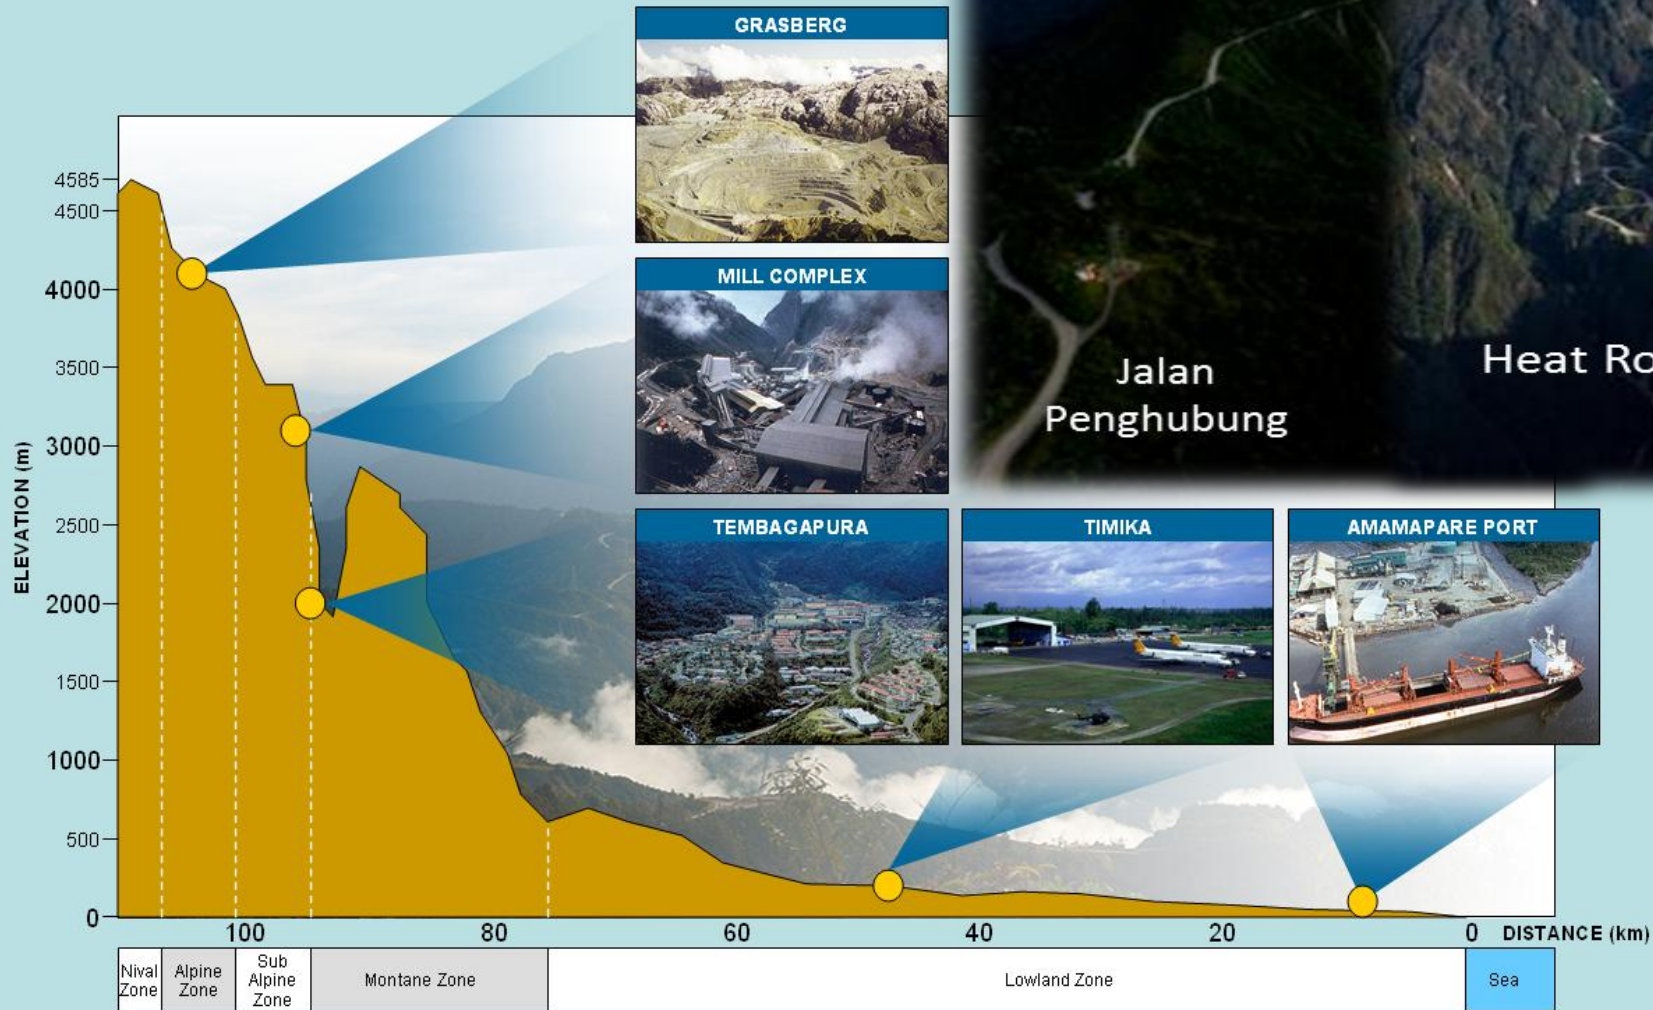 GRASBERG
MILL COMPLEX
Jalan
Penghubung
TEMBAGAPURA
TIMIKA
AMAMAPARE PORT
ELEVATION (m)
4585
4500
4000
3500
3000
2500
2000
1500
1000
500
0
100
80
60
40
20
0
DISTANCE (km)
Nival
Zone
Alpine
Zone
Sub
Alpine
Zone
Montane Zone
Lowland Zone
Sea
Heat